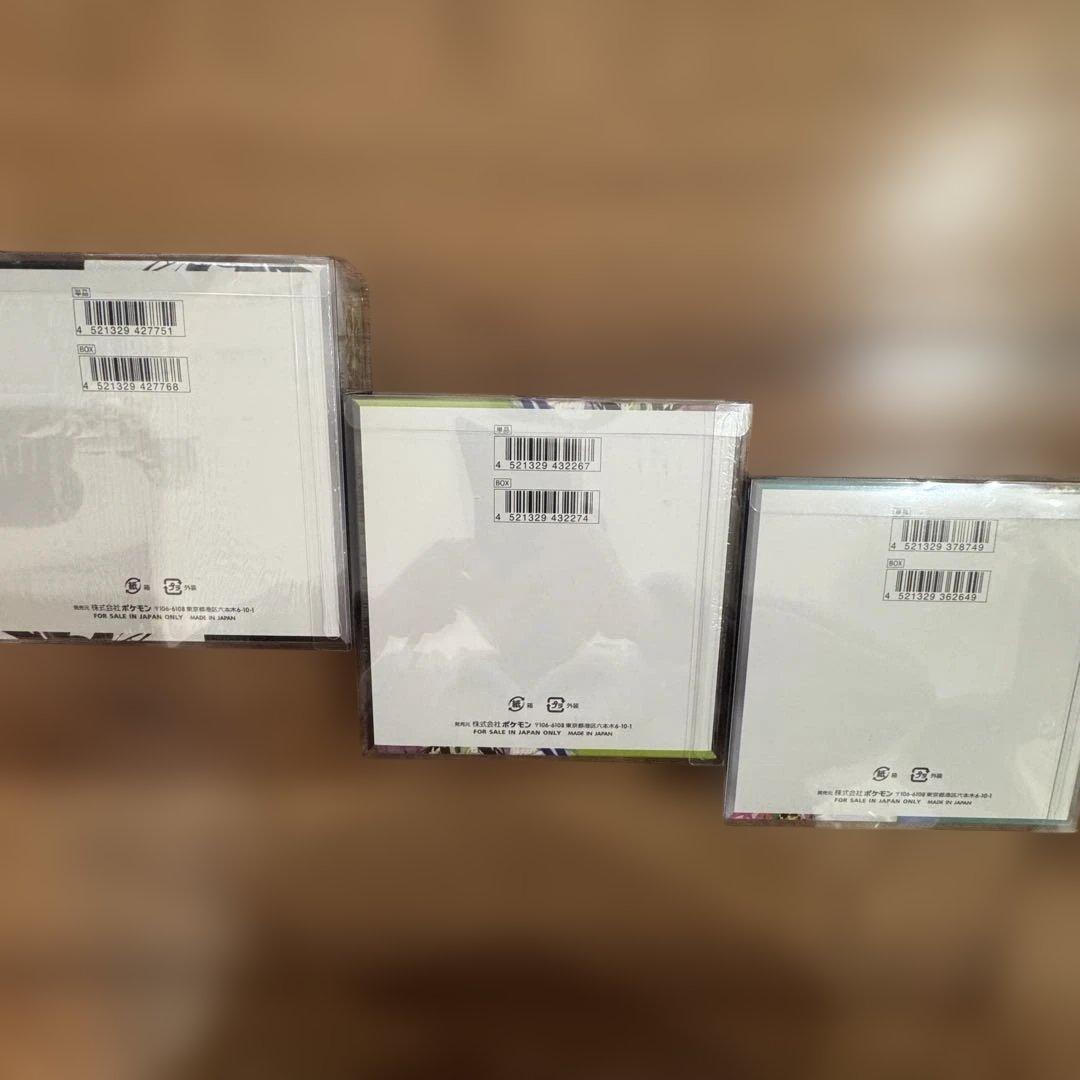 単品
4 521329 427751
BOX
4 521329 427768
紙 箱 プラ 外装
発売元 株式会社ポケモン 〒106-6108 東京都港区六本木6-10-1
FOR SALE IN JAPAN ONLY MADE IN JAPAN
単品
4 521329 432267
BOX
4 521329 432274
紙 箱 プラ 外装
発売元 株式会社ポケモン 〒106-6108 東京都港区六本木6-10-1
FOR SALE IN JAPAN ONLY MADE IN JAPAN
単品
4 521329 378749
BOX
4 521329 362649
紙 箱 プラ 外装
発売元 株式会社ポケモン 〒106-6108 東京都港区六本木6-10-1
FOR SALE IN JAPAN ONLY MADE IN JAPAN